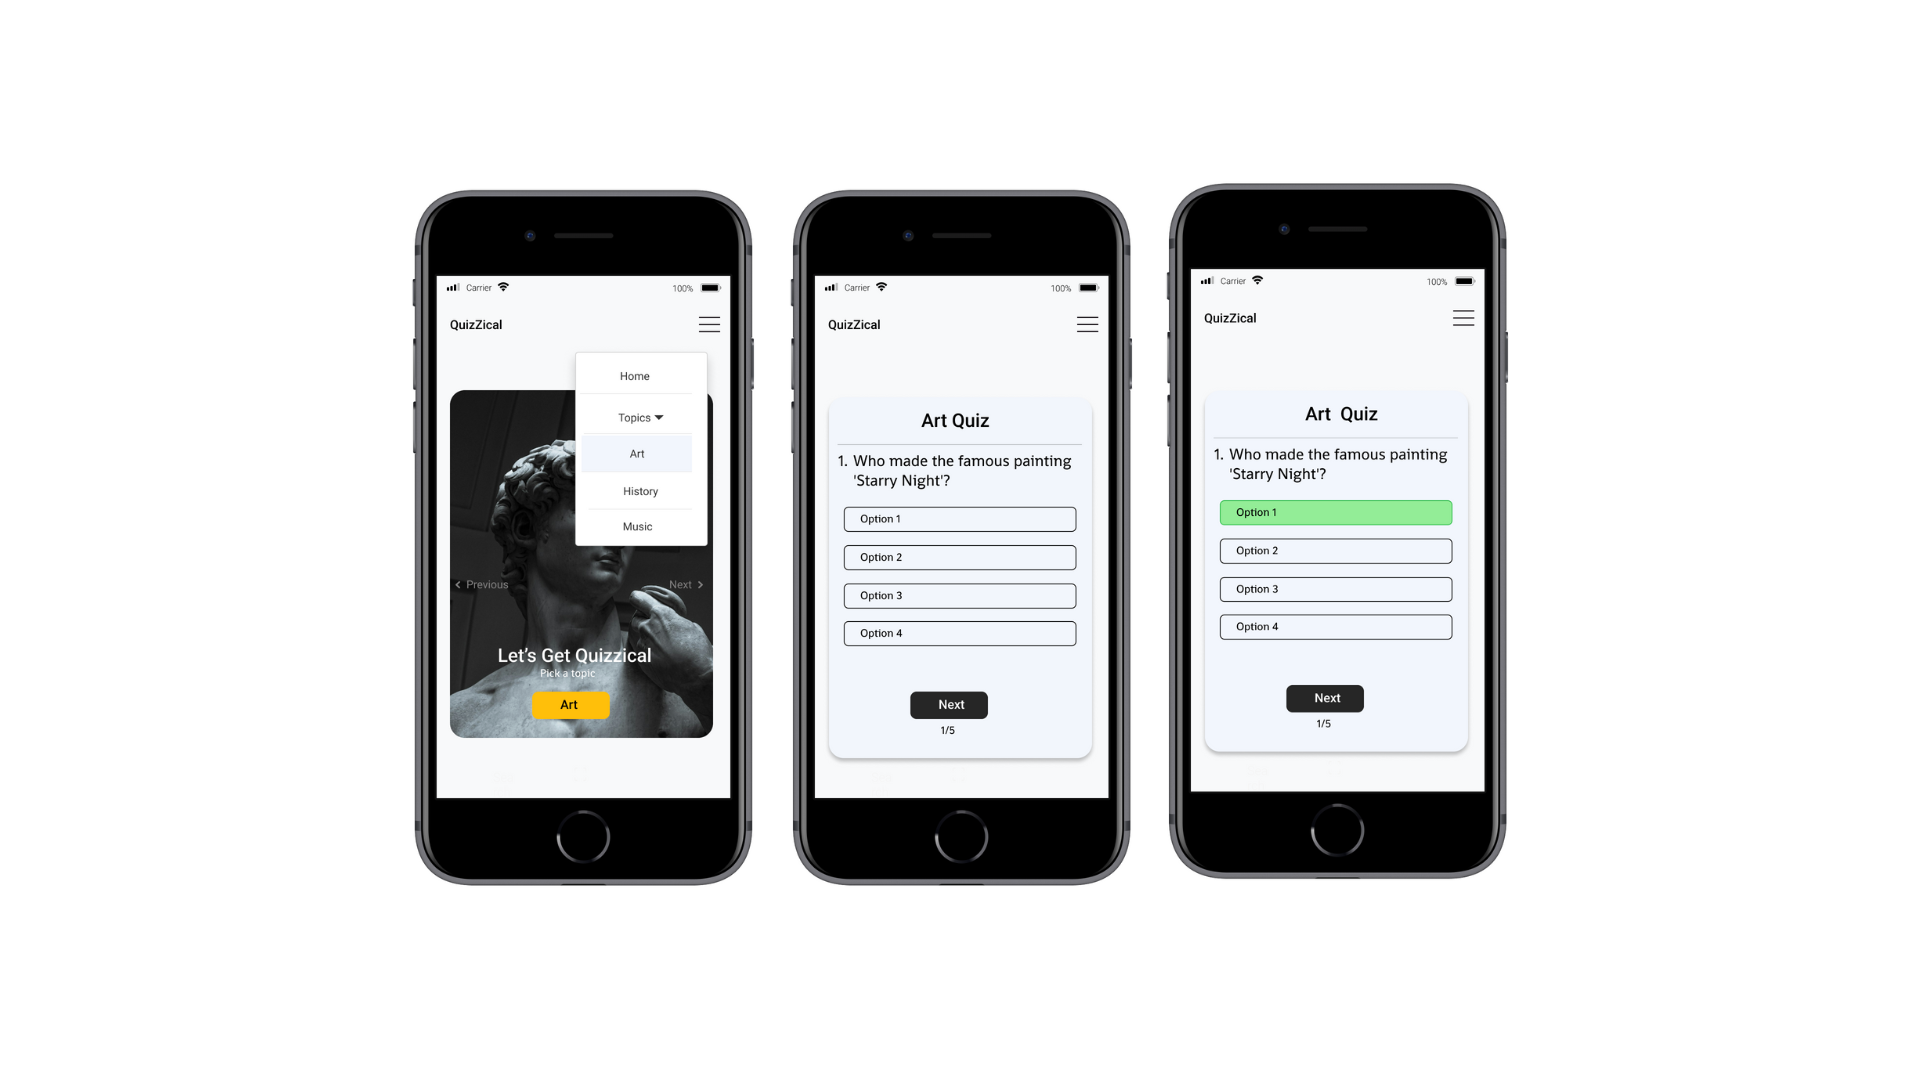 Carrier 100%
QuizZical
Home
Topics
Art
History
Music
Previous Next
Let’s Get Quizzical
Pick a topic
Art
Carrier 100%
QuizZical
Art Quiz
1. Who made the famous painting
'Starry Night'?
Option 1
Option 2
Option 3
Option 4
Next
1/5
Carrier 100%
QuizZical
Art Quiz
1. Who made the famous painting
'Starry Night'?
Option 1
Option 2
Option 3
Option 4
Next
1/5